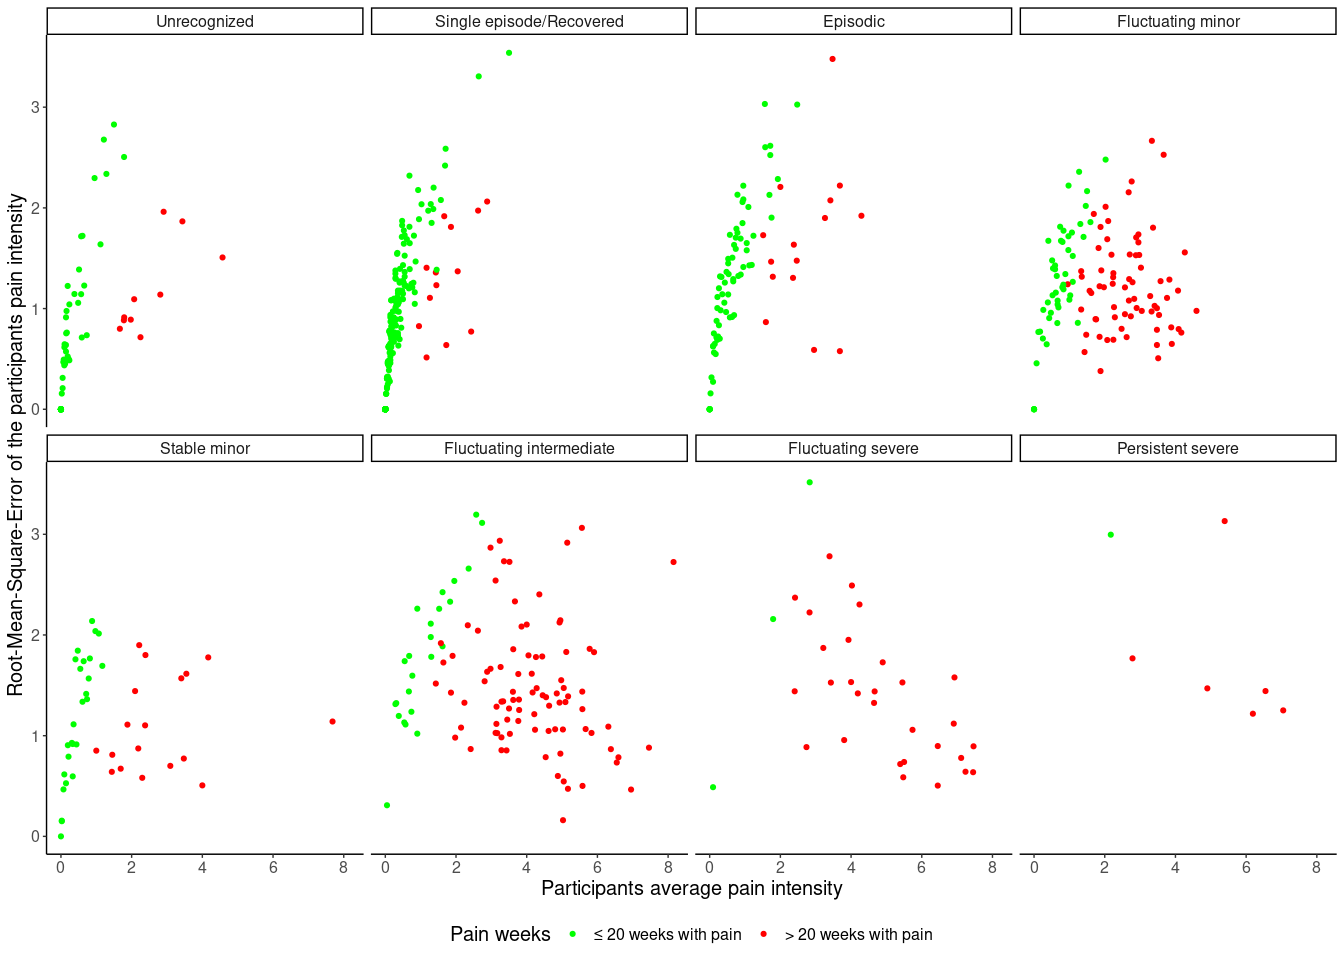 Unrecognized
Single episode/Recovered
Episodic
Fluctuating minor
3
2
1
0
Root-Mean-Square-Error of the participants pain intensity
Stable minor
Fluctuating intermediate
Fluctuating severe
Persistent severe
3
2
1
0
0 2 4 6 8
0 2 4 6 8
0 2 4 6 8
0 2 4 6 8
Participants average pain intensity
Pain weeks
≤ 20 weeks with pain
> 20 weeks with pain